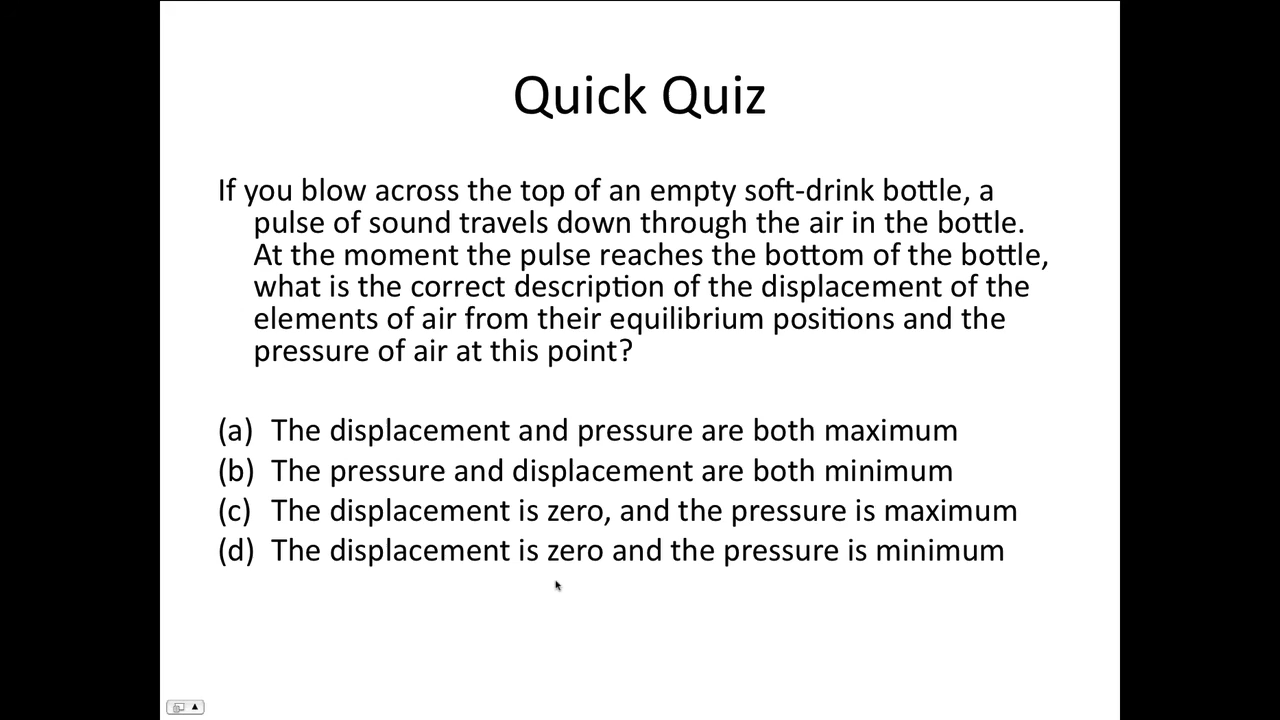 Quick Quiz
If you blow across the top of an empty soft-drink bottle, a
pulse of sound travels down through the air in the bottle.
At the moment the pulse reaches the bottom of the bottle,
what is the correct description of the displacement of the
elements of air from their equilibrium positions and the
pressure of air at this point?
(a) The displacement and pressure are both maximum
(b) The pressure and displacement are both minimum
(c) The displacement is zero, and the pressure is maximum
(d) The displacement is zero and the pressure is minimum